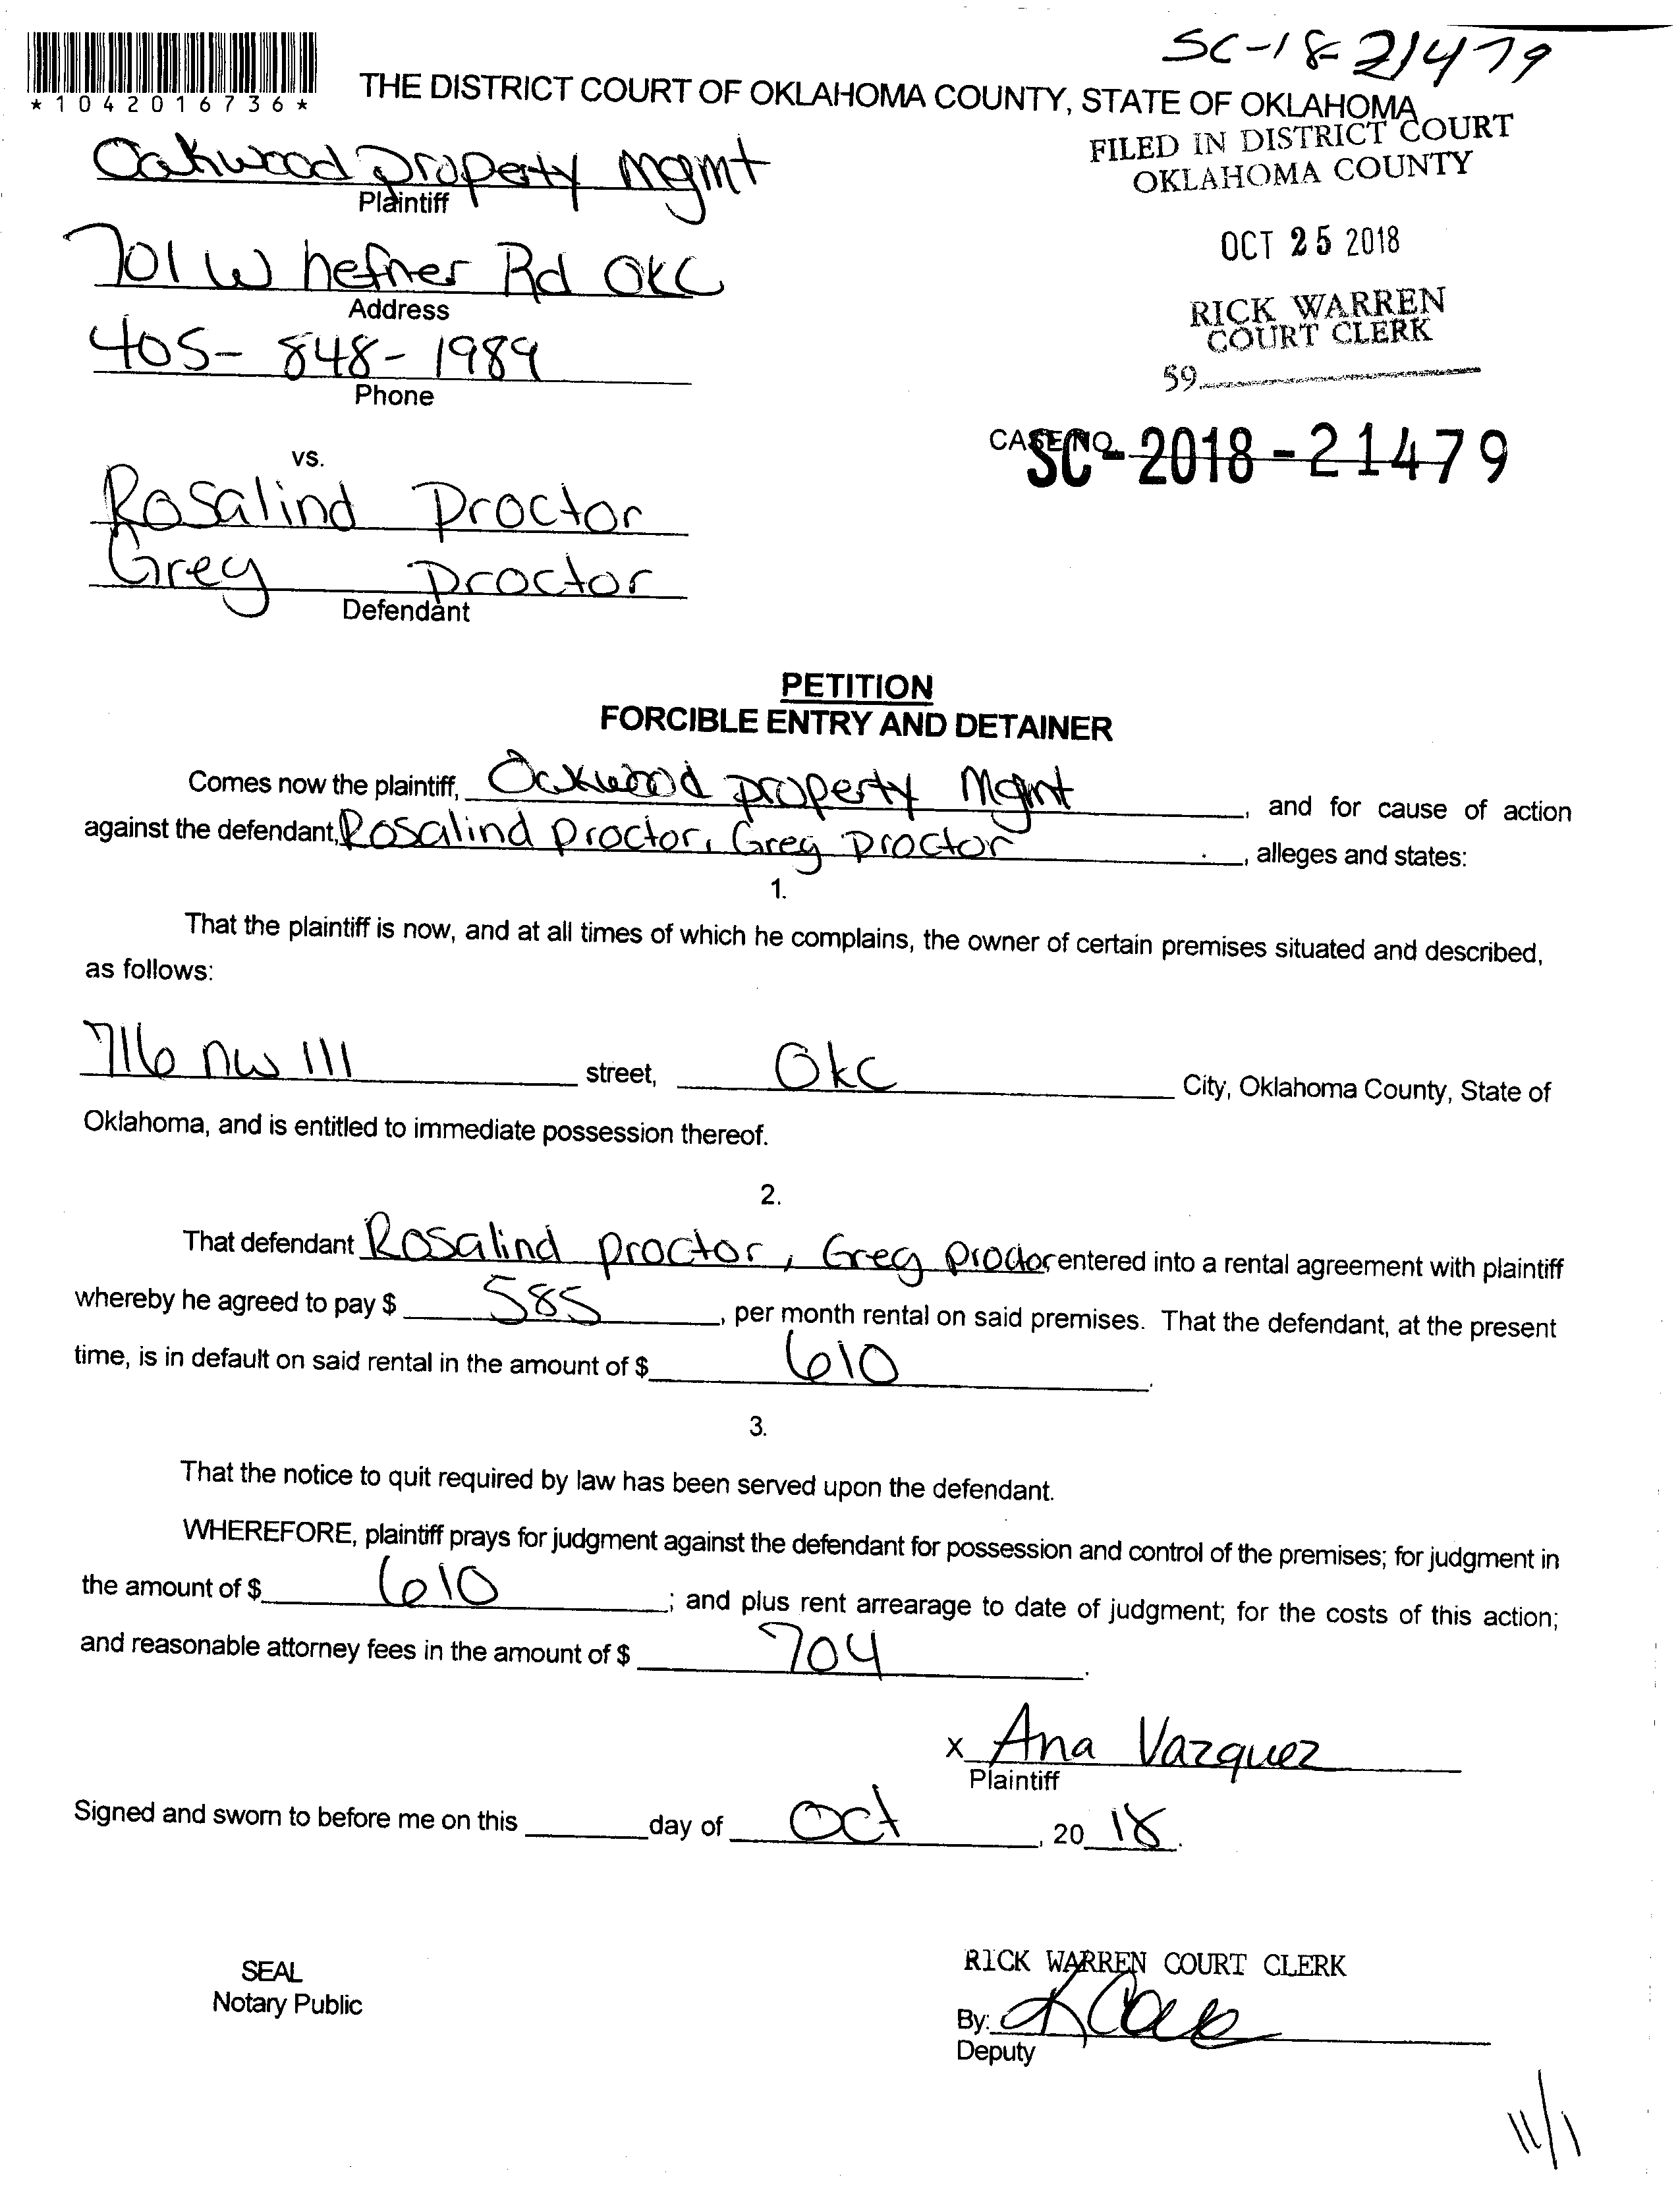 SC-18-21479
*1042016736*
THE DISTRICT COURT OF OKLAHOMA COUNTY, STATE OF OKLAHOMA
FILED IN DISTRICT COURT
OKLAHOMA COUNTY
Oakwood Property Mgmt
Plaintiff
OCT 25 2018
701 W hefner Rd OKC
Address
RICK WARREN
COURT CLERK
405-848-1989
Phone
59
CASE NO.
SC-2018-21479
vs.
Rosalind Proctor
Greg Proctor
Defendant
PETITION
FORCIBLE ENTRY AND DETAINER
Comes now the plaintiff, Oakwood property Mgmt, and for cause of action
against the defendant, Rosalind Proctor, Greg Proctor, alleges and states:
1.
That the plaintiff is now, and at all times of which he complains, the owner of certain premises situated and described,
as follows:
716 NW 111 street, Okc City, Oklahoma County, State of
Oklahoma, and is entitled to immediate possession thereof.
2.
That defendant Rosalind proctor, Greg Proctor entered into a rental agreement with plaintiff
whereby he agreed to pay $ 585, per month rental on said premises. That the defendant, at the present
time, is in default on said rental in the amount of $ 610.
3.
That the notice to quit required by law has been served upon the defendant.
WHEREFORE, plaintiff prays for judgment against the defendant for possession and control of the premises; for judgment in
the amount of $ 610; and plus rent arrearage to date of judgment; for the costs of this action;
and reasonable attorney fees in the amount of $ 704.
x Ana Vazquez
Plaintiff
Signed and sworn to before me on this ____ day of Oct, 20 18.
SEAL
Notary Public
RICK WARREN COURT CLERK
By:
Deputy
11/1